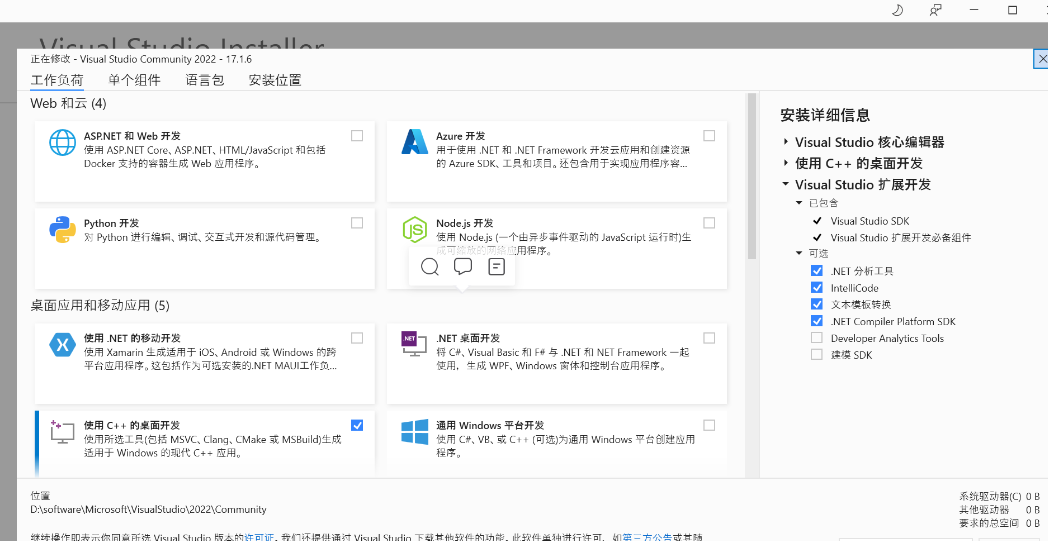 Visual Studio Installer
正在修改 - Visual Studio Community 2022 - 17.1.6
工作负荷 单个组件 语言包 安装位置
Web 和云 (4)
ASP.NET 和 Web 开发
使用 ASP.NET Core、ASP.NET、HTML/JavaScript 和包括
Docker 支持的容器生成 Web 应用程序。
Azure 开发
用于使用 .NET 和 .NET Framework 开发云应用和创建资源
的 Azure SDK、工具和项目。还包含用于实现应用程序容...
Python 开发
对 Python 进行编辑、调试、交互式开发和源代码管理。
Node.js 开发
使用 Node.js (一个由异步事件驱动的 JavaScript 运行时)生
成可缩放的网络应用程序。
桌面应用和移动应用 (5)
使用 .NET 的移动开发
使用 Xamarin 生成适用于 iOS、Android 或 Windows 的跨
平台应用程序。这包括作为可选安装的.NET MAUI工作负...
.NET
.NET 桌面开发
将 C#、Visual Basic 和 F# 与 .NET 和 NET Framework 一起
使用，生成 WPF、Windows 窗体和控制台应用程序。
使用 C++ 的桌面开发
使用所选工具(包括 MSVC、Clang、CMake 或 MSBuild)生成
适用于 Windows 的现代 C++ 应用。
通用 Windows 平台开发
使用 C#、VB、或 C++ (可选)为通用 Windows 平台创建应用
程序。
安装详细信息
Visual Studio 核心编辑器
使用 C++ 的桌面开发
Visual Studio 扩展开发
已包含
Visual Studio SDK
Visual Studio 扩展开发必备组件
可选
.NET 分析工具
IntelliCode
文本模板转换
.NET Compiler Platform SDK
Developer Analytics Tools
建模 SDK
位置
D:\software\Microsoft\VisualStudio\2022\Community
系统驱动器(C) 0 B
其他驱动器 0 B
要求的总空间 0 B
继续操作即表示你同意所选 Visual Studio 版本的许可证。我们还提供通过 Visual Studio 下载其他软件的功能。此软件单独进行许可，如第三方公告或其随